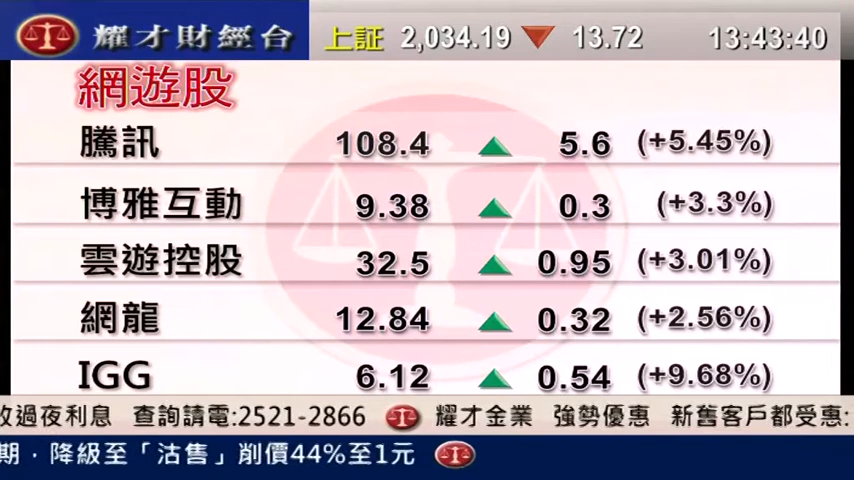 耀才財經台 上証 2,034.19 ▼ 13.72 13:43:40
網遊股
騰訊 108.4 ▲ 5.6 (+5.45%)
博雅互動 9.38 ▲ 0.3 (+3.3%)
雲遊控股 32.5 ▲ 0.95 (+3.01%)
網龍 12.84 ▲ 0.32 (+2.56%)
IGG 6.12 ▲ 0.54 (+9.68%)
過夜利息 查詢請電:2521-2866 耀才金業 強勢優惠 新舊客戶都受惠:
期，降級至「沽售」削價44%至1元